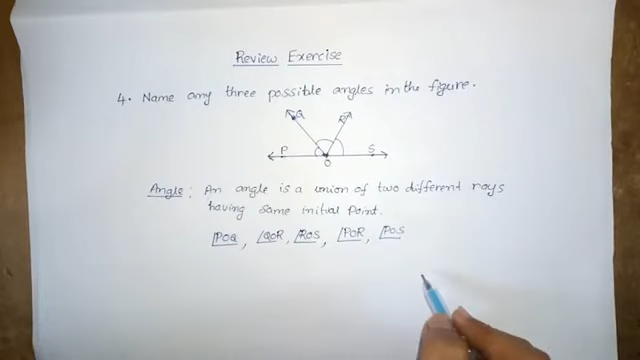 Review Exercise
4. Name any three possible angles in the figure.
Q R
P S
O
Angle: An angle is a union of two different rays
having same initial point.
∠POQ, ∠QOR, ∠ROS, ∠POR, ∠POS